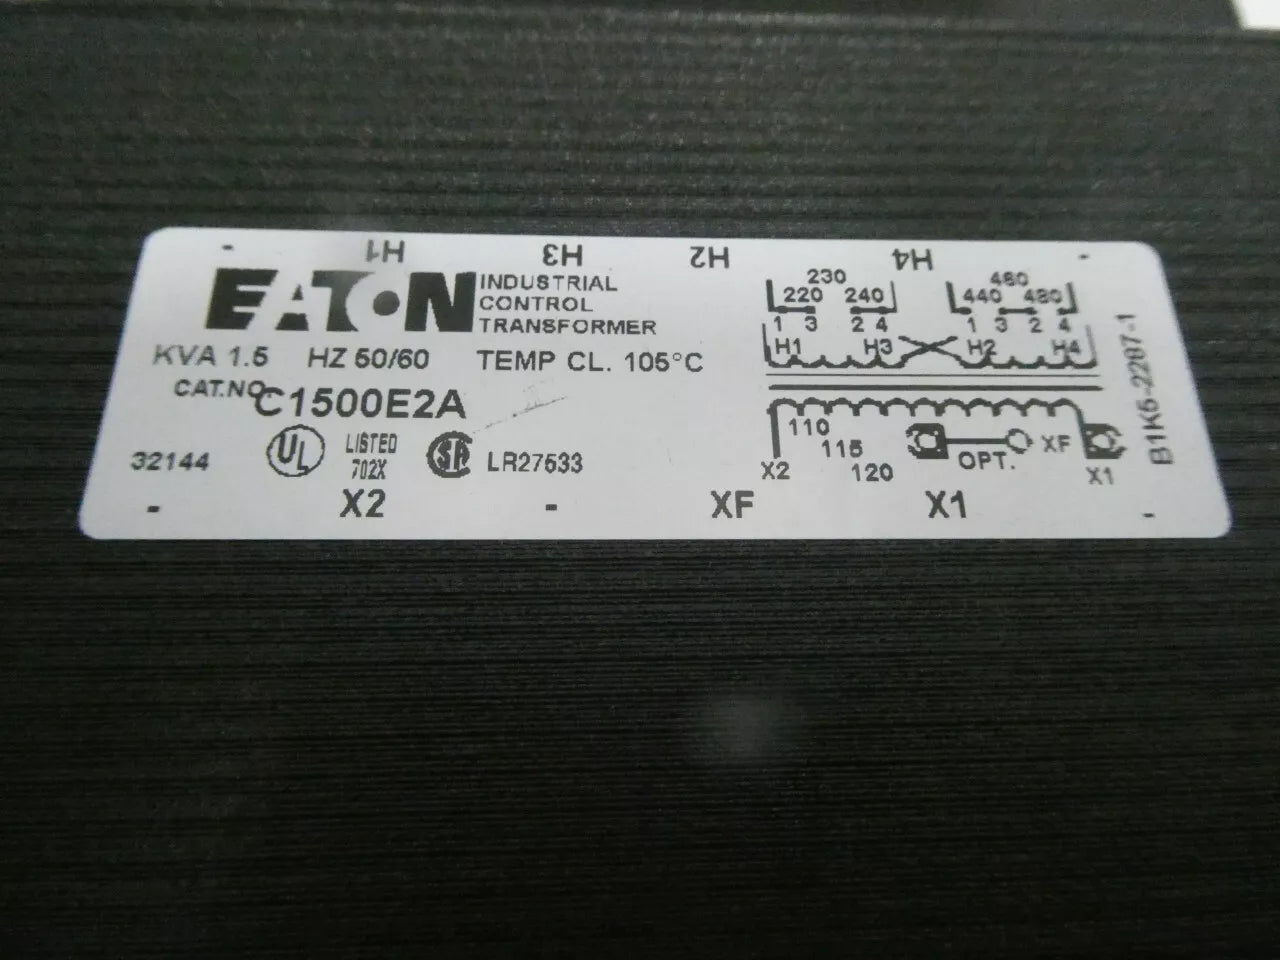 - H1 H3 H2 H4 -
EATON INDUSTRIAL
CONTROL
TRANSFORMER
KVA 1.5 HZ 50/60 TEMP CL. 105°C
CAT.NO. C1500E2A
32144 UL LISTED
702X SA LR27533
- X2 - XF X1 -
230 460
220 240 440 480
1 3 2 4 1 3 2 4
H1 H3 H2 H4
110
115
120
X2 OPT. XF X1
B1K5-2287-1